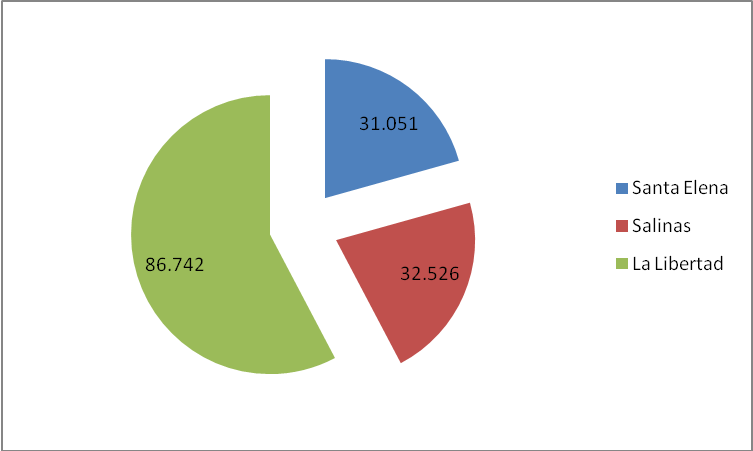 31.051
32.526
86.742
Santa Elena
Salinas
La Libertad